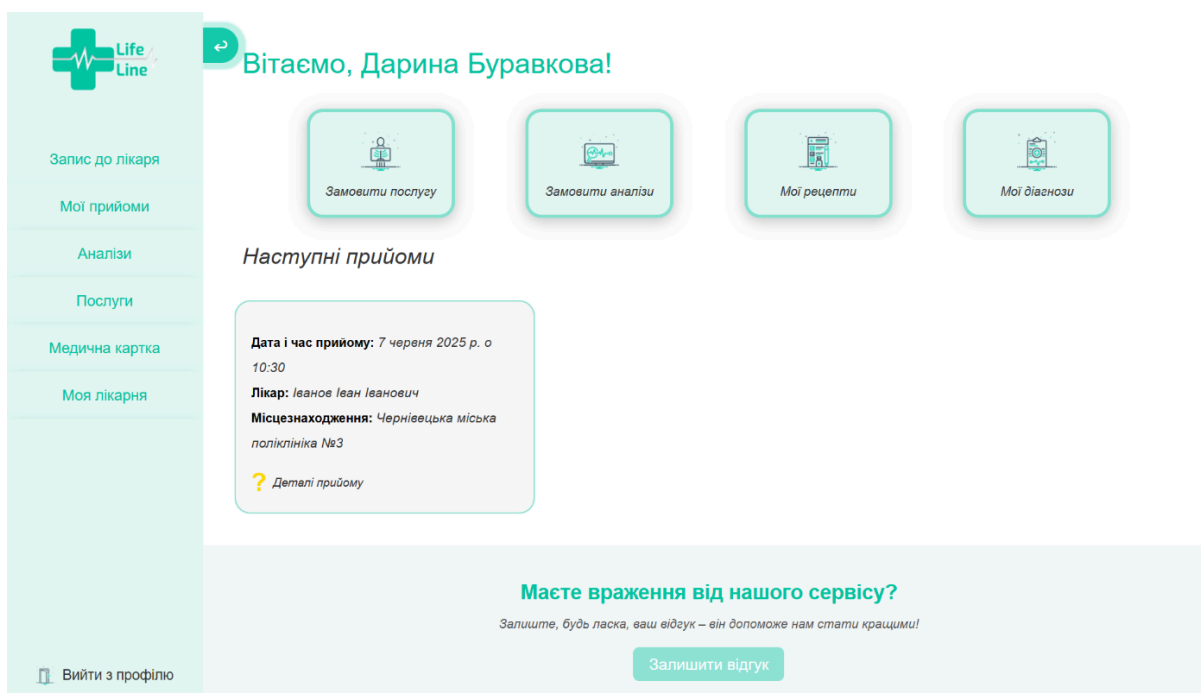 Life
Line
Запис до лікаря
Мої прийоми
Аналізи
Послуги
Медична картка
Моя лікарня
Вийти з профілю
Вітаємо, Дарина Буравкова!
Замовити послугу
Замовити аналізи
Мої рецепти
Мої діагнози
Наступні прийоми
Дата і час прийому: 7 червня 2025 р. о
10:30
Лікар: Іванов Іван Іванович
Місцезнаходження: Чернівецька міська
поліклініка №3
? Деталі прийому
Маєте враження від нашого сервісу?
Залиште, будь ласка, ваш відгук – він допоможе нам стати кращими!
Залишити відгук